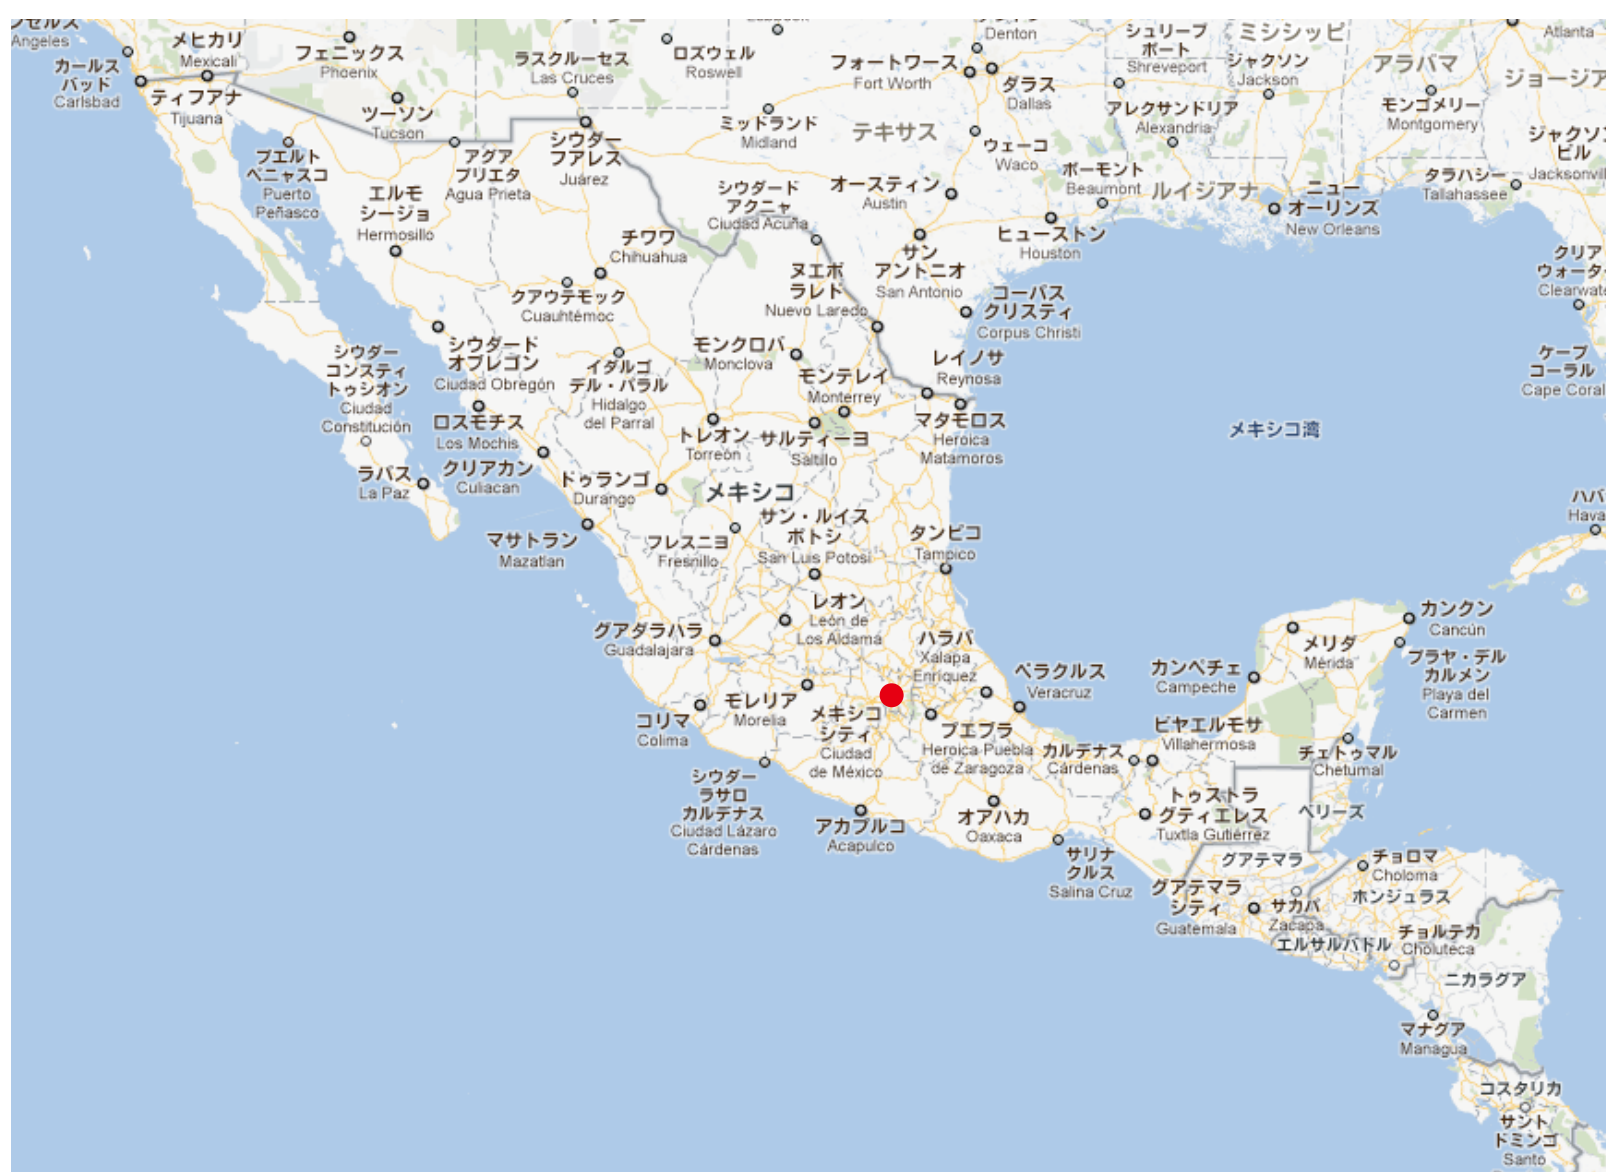 Angeles
メヒカリ
Mexicali
カールス
バッド
Carlsbad
ティフアナ
Tijuana
フェニックス
Phoenix
ツーソン
Tucson
ラスクルーセス
Las Cruces
ロズウェル
Roswell
ミッドランド
Midland
Denton
フォートワース
Fort Worth
ダラス
Dallas
シュリーブ
ポート
Shreveport
ミシシッピ
ジャクソン
Jackson
アラバマ
Atlanta
ジョージア
アレクサンドリア
Alexandria
モンゴメリー
Montgomery
ジャクソン
ビル
Jacksonvil
テキサス
ウェーコ
Waco
プエルト
ペニャスコ
Puerto
Peñasco
アグア
プリエタ
Agua Prieta
シウダー
フアレス
Juárez
エルモ
シージョ
Hermosillo
シウダード
アクニャ
Ciudad Acuña
オースティン
Austin
ボーモント
Beaumont
ルイジアナ
ニュー
オーリンズ
New Orleans
タラハシー
Tallahassee
チワワ
Chihuahua
サン
アントニオ
San Antonio
ヒューストン
Houston
クリア
ウォータ
Clearwate
クアウテモック
Cuauhtémoc
ヌエボ
ラレド
Nuevo Laredo
コーパス
クリスティ
Corpus Christi
シウダー
コンスティ
トゥシオン
Ciudad
Constitución
シウダード
オブレゴン
Ciudad Obregón
イダルゴ
デル・パラル
Hidalgo
del Parral
モンクロバ
Monclova
モンテレイ
Monterrey
レイノサ
Reynosa
ケープ
コーラル
Cape Coral
ロスモチス
Los Mochis
トレオン
Torreón
サルティーヨ
Saltillo
マタモロス
Heroica
Matamoros
メキシコ湾
ラパス
La Paz
クリアカン
Culiacan
ドゥランゴ
Durango
メキシコ
ハバ
Hava
マサトラン
Mazatlan
フレスニヨ
Fresnillo
サン・ルイス
ポトシ
San Luis Potosi
タンピコ
Tampico
グアダラハラ
Guadalajara
レオン
León de
Los Aldama
ハラパ
Xalapa
Enríquez
ベラクルス
Veracruz
カンペチェ
Campeche
メリダ
Mérida
カンクン
Cancún
プラヤ・デル
カルメン
Playa del
Carmen
コリマ
Colima
モレリア
Morelia
メキシコ
シティ
Ciudad
de México
プエブラ
Heroica Puebla
de Zaragoza
カルデナス
Cárdenas
ビヤエルモサ
Villahermosa
チェトゥマル
Chetumal
シウダー
ラサロ
カルデナス
Ciudad Lázaro
Cárdenas
アカプルコ
Acapulco
オアハカ
Oaxaca
トゥストラ
グティエレス
Tuxtla Gutiérrez
ベリーズ
サリナ
クルス
Salina Cruz
グアテマラ
グアテマラ
シティ
Guatemala
サカパ
Zacapa
チョロマ
Choloma
ホンジュラス
エルサルバドル
チョルテカ
Choluteca
ニカラグア
マナグア
Managua
コスタリカ
サント
ドミンゴ
Santo